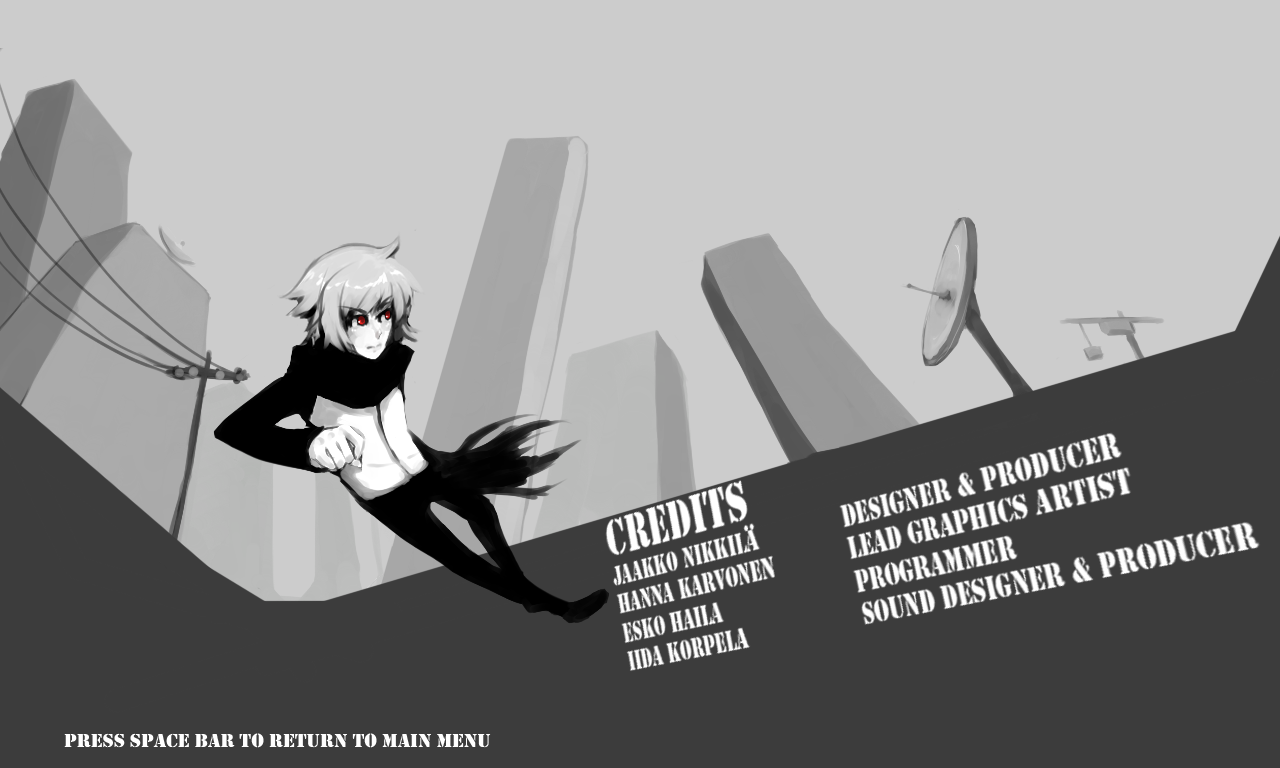 CREDITS
JAAKKO NIKKILÄ DESIGNER & PRODUCER
HANNA KARVONEN LEAD GRAPHICS ARTIST
ESKO HAILA PROGRAMMER
IIDA KORPELA SOUND DESIGNER & PRODUCER
PRESS SPACE BAR TO RETURN TO MAIN MENU